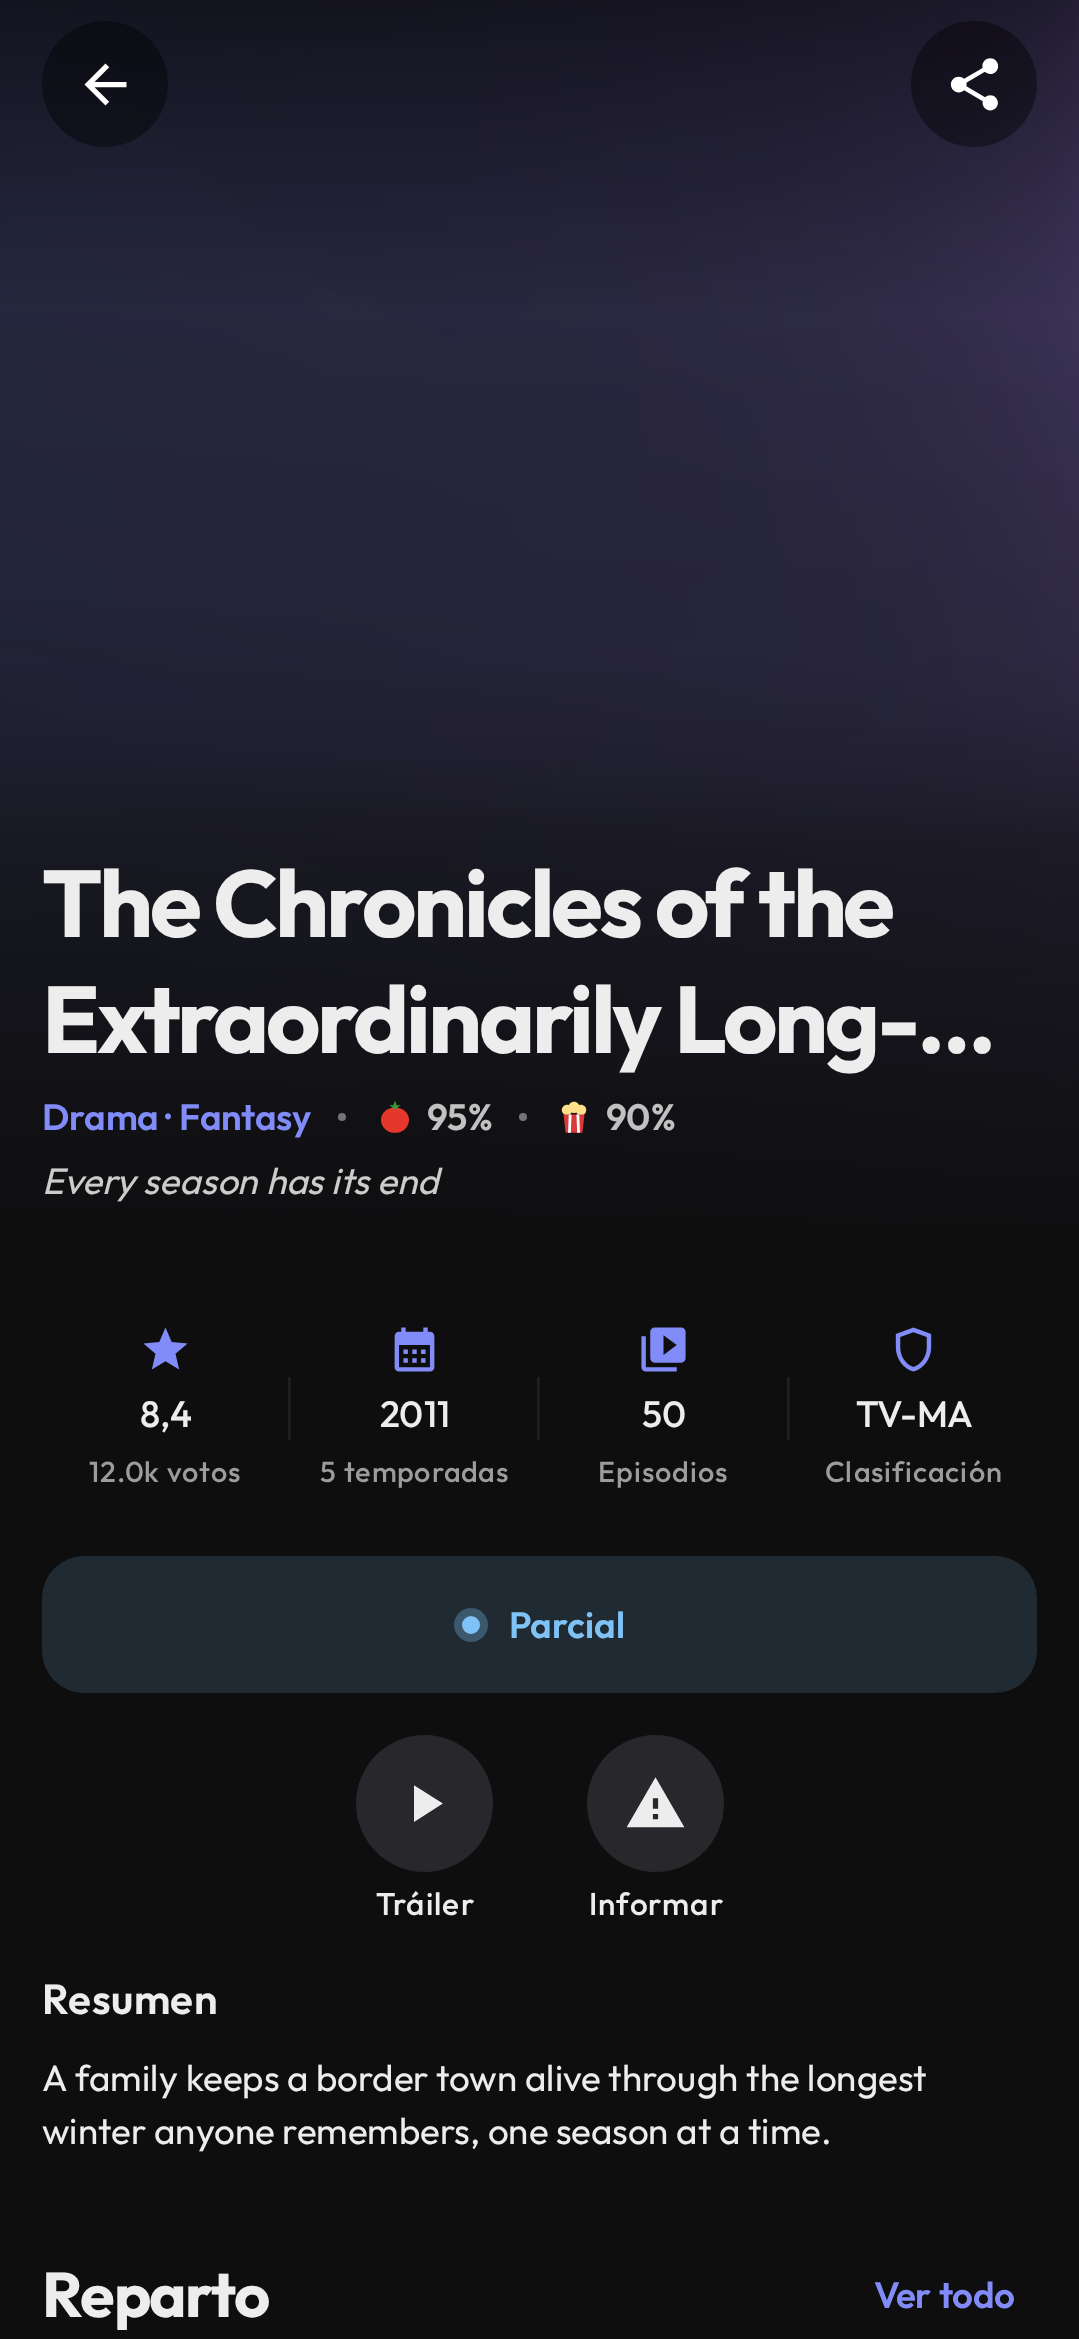 The Chronicles of the
Extraordinarily Long-...
Drama · Fantasy • 95% • 90%
Every season has its end
8,4
12.0k votos
2011
5 temporadas
50
Episodios
TV-MA
Clasificación
Parcial
Tráiler
Informar
Resumen
A family keeps a border town alive through the longest
winter anyone remembers, one season at a time.
Reparto
Ver todo